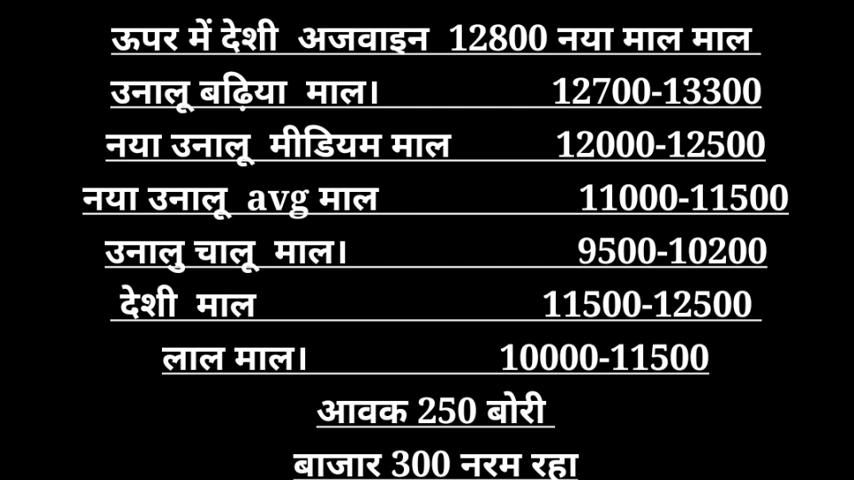 ऊपर में देशी अजवाइन 12800 नया माल माल
उनालू बढ़िया माल। 12700-13300
नया उनालू मीडियम माल 12000-12500
नया उनालू avg माल 11000-11500
उनालु चालू माल। 9500-10200
देशी माल 11500-12500
लाल माल। 10000-11500
आवक 250 बोरी
बाजार 300 नरम रहा